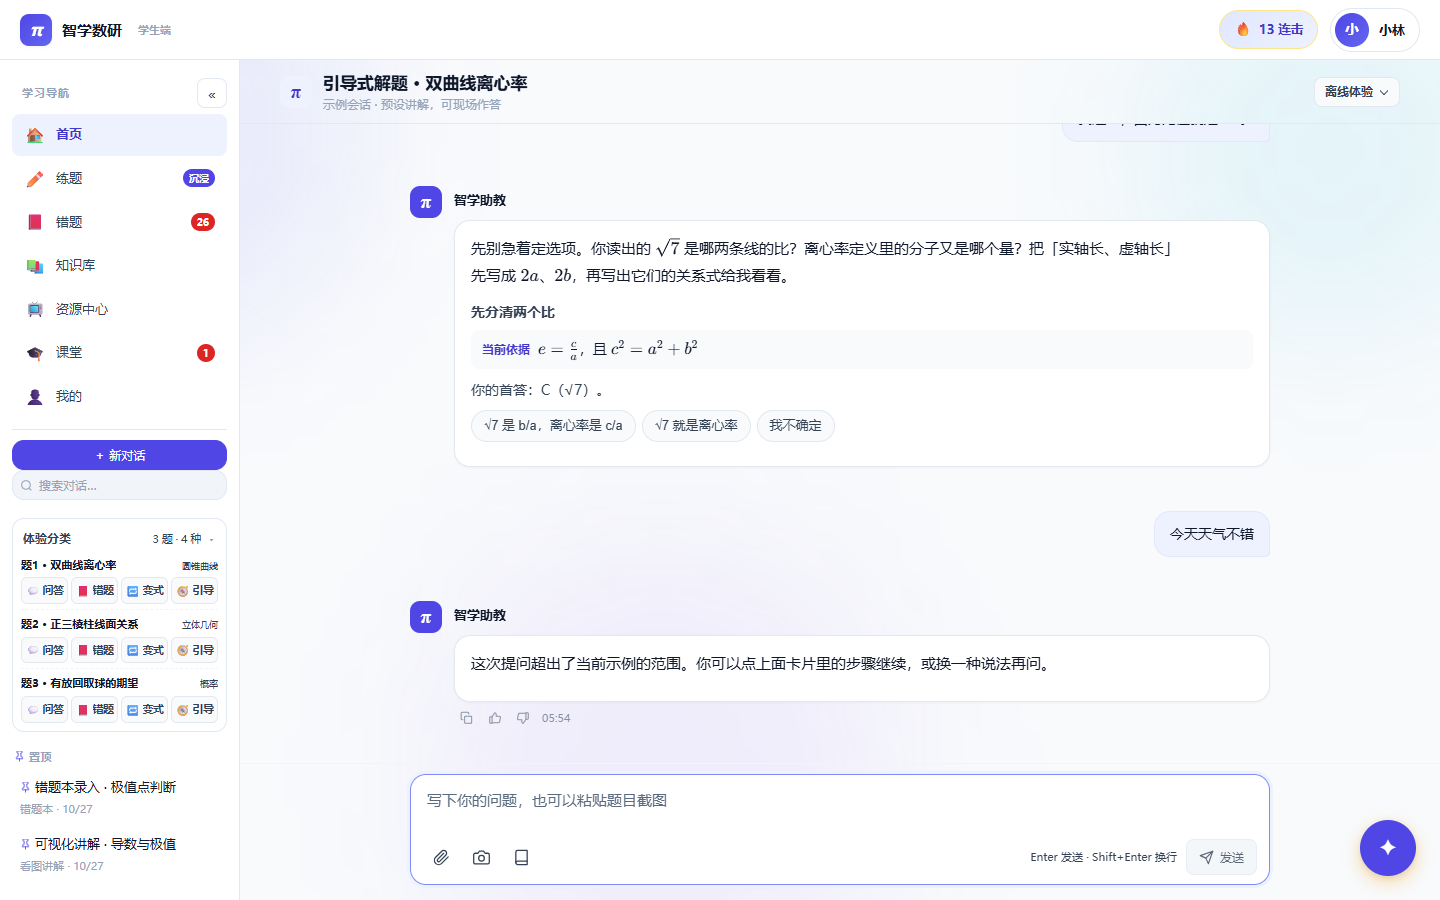 π 智学数研 学生端
13 连击
小 小林
学习导航 «
首页
练题 沉浸
错题 26
知识库
资源中心
课堂 1
我的
+ 新对话
搜索对话...
体验分类 3 题 · 4 种
题1 · 双曲线离心率 圆锥曲线
问答 错题 变式 引导
题2 · 正三棱柱线面关系 立体几何
问答 错题 变式 引导
题3 · 有放回取球的期望 概率
问答 错题 变式 引导
置顶
错题本录入 · 极值点判断
错题本 · 10/27
可视化讲解 · 导数与极值
看图讲解 · 10/27
π 引导式解题 · 双曲线离心率
示例会话 · 预设讲解，可现场作答
离线体验
π 智学助教
先别急着定选项。你读出的 √7 是哪两条线的比？离心率定义里的分子又是哪个量？把「实轴长、虚轴长」
先写成 2a、2b，再写出它们的关系式给我看看。
先分清两个比
当前依据 e = c/a，且 c² = a² + b²
你的首答：C（√7）。
√7 是 b/a，离心率是 c/a √7 就是离心率 我不确定
今天天气不错
π 智学助教
这次提问超出了当前示例的范围。你可以点上面卡片里的步骤继续，或换一种说法再问。
05:54
写下你的问题，也可以粘贴题目截图
Enter 发送 · Shift+Enter 换行 发送